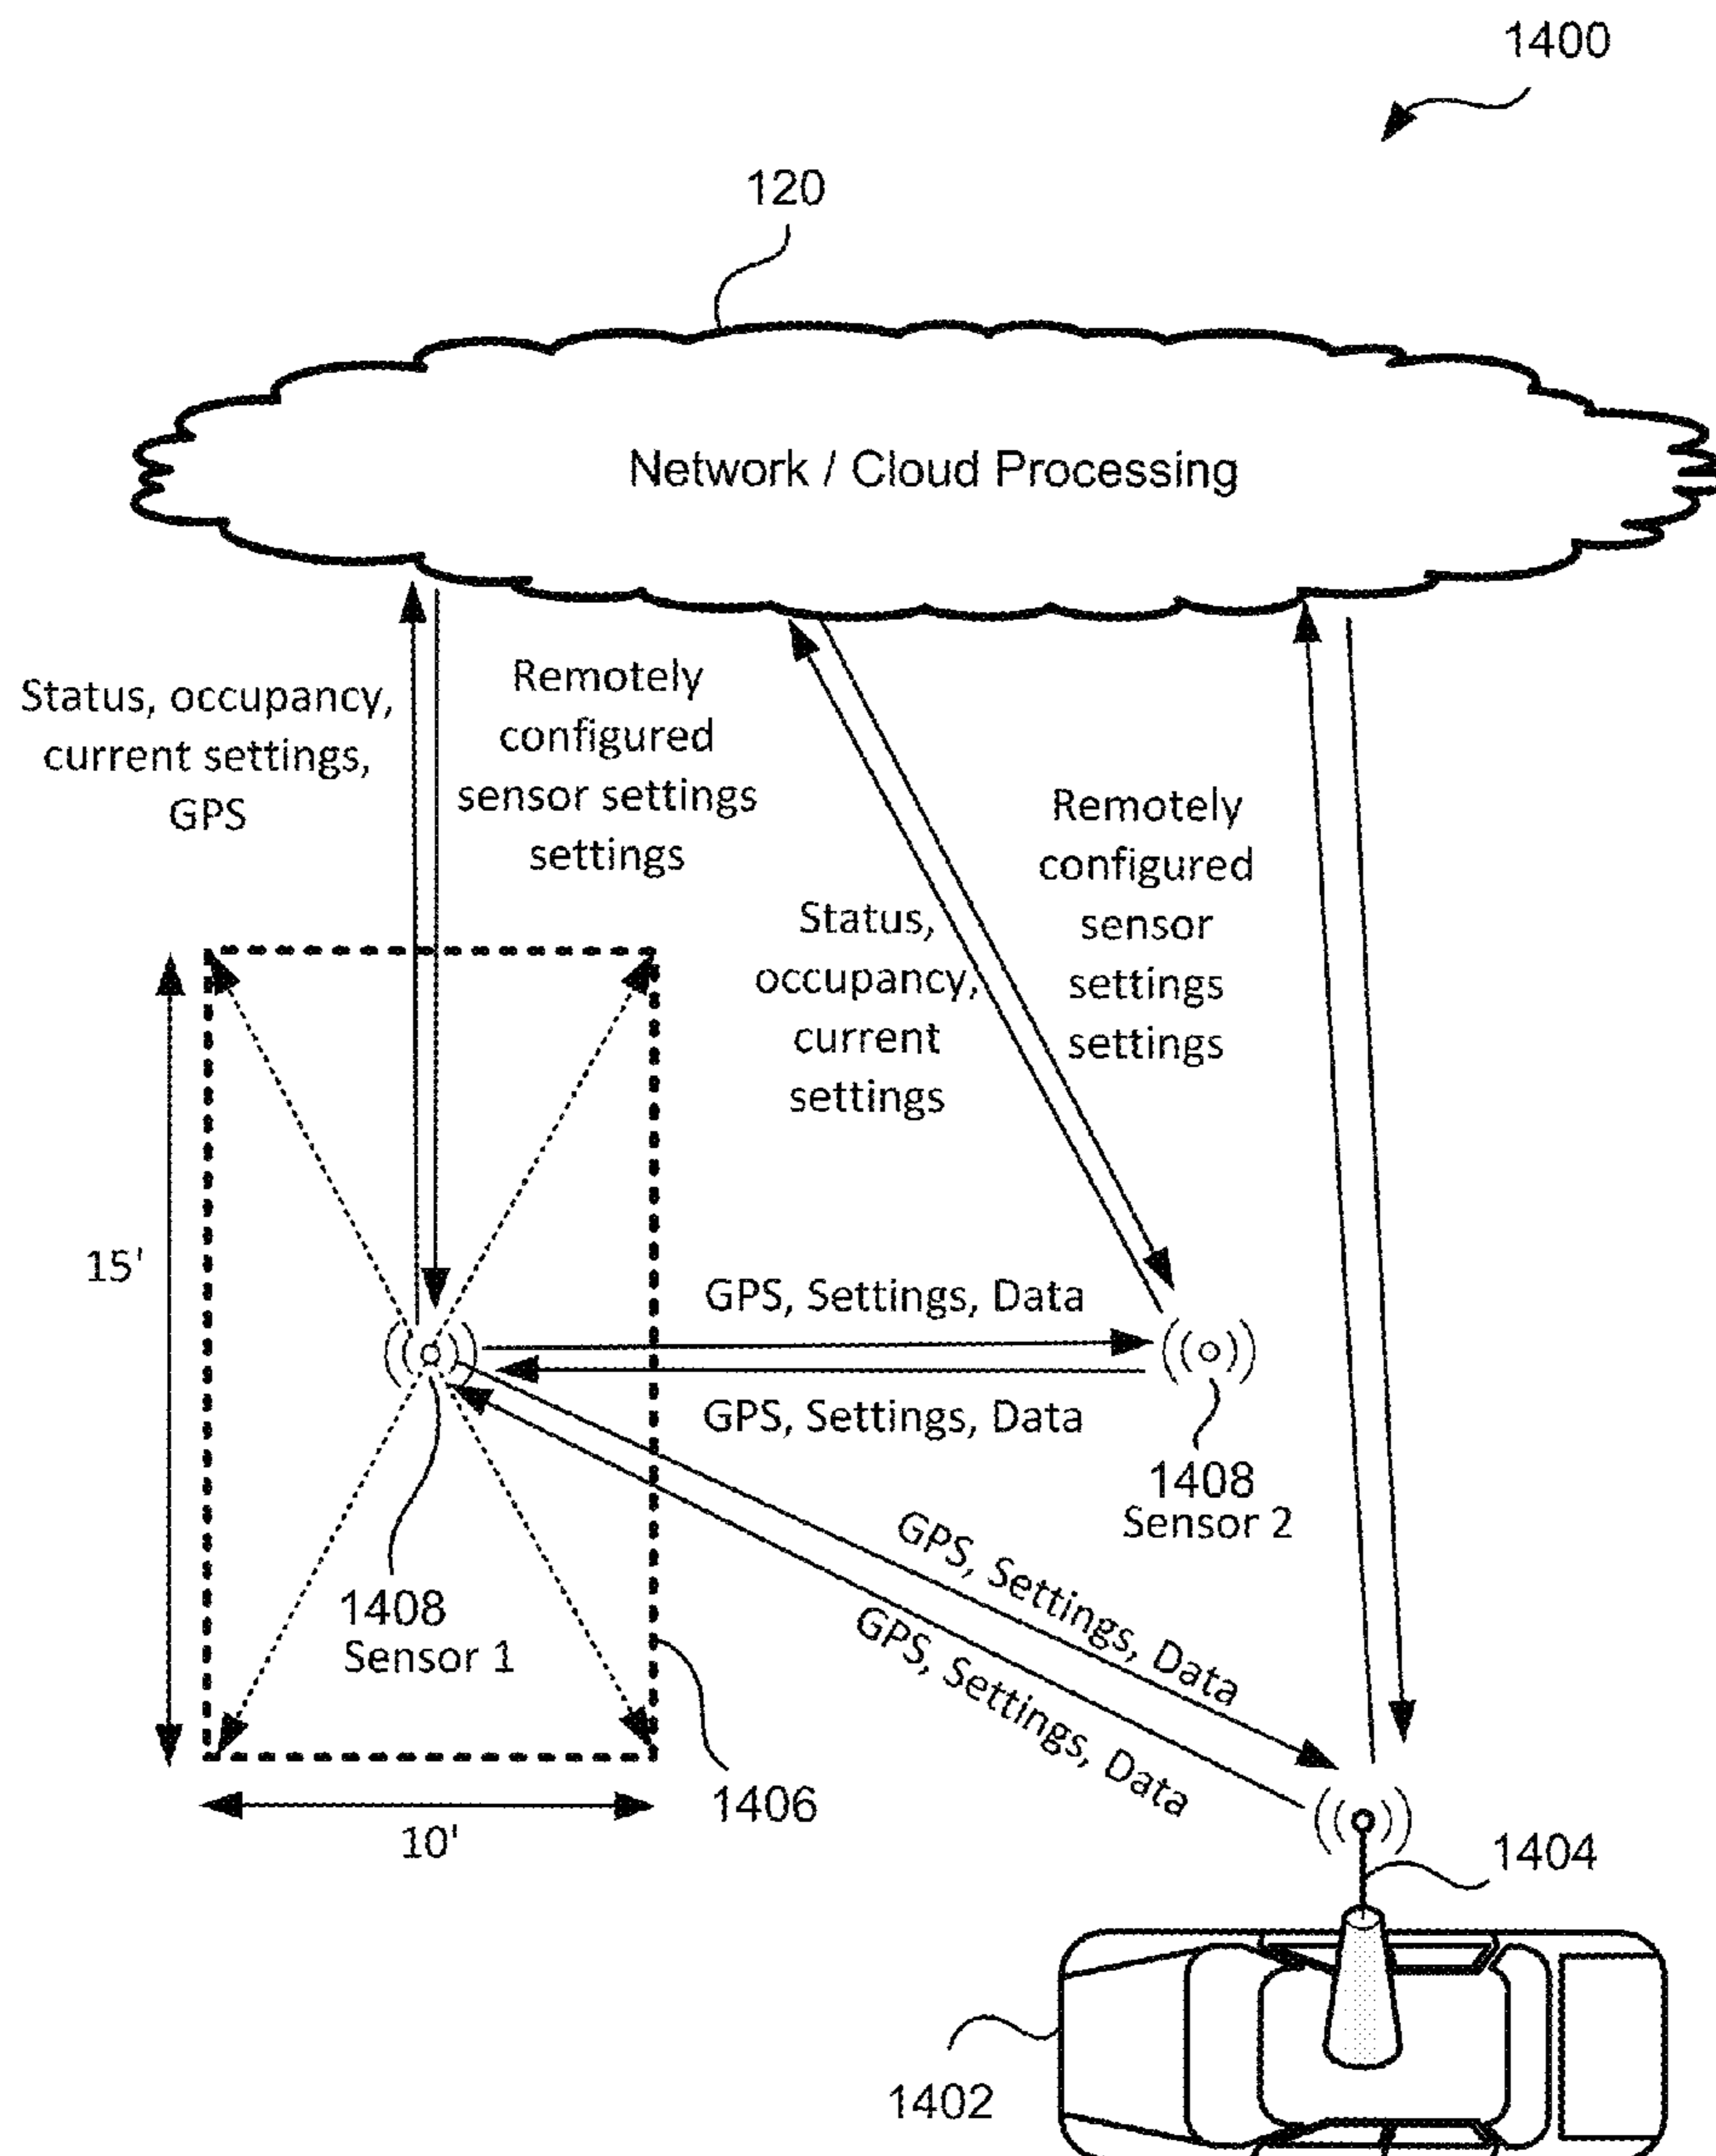 1400
120
Network / Cloud Processing
Status, occupancy,
current settings,
GPS
Remotely
configured
sensor settings
settings
Status,
occupancy,
current
settings
Remotely
configured
sensor
settings
settings
15'
GPS, Settings, Data
GPS, Settings, Data
1408
Sensor 2
1408
Sensor 1
GPS, Settings, Data
GPS, Settings, Data
1406
10'
1404
1402